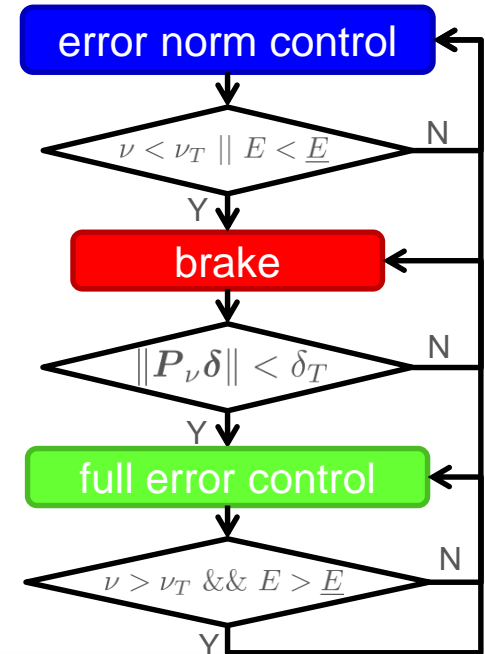 error norm control
ν < ν_T || E < <u>E</u>
N
Y
brake
‖P_ν δ‖ < δ_T
N
Y
full error control
ν > ν_T && E > <u>E</u>
N
Y